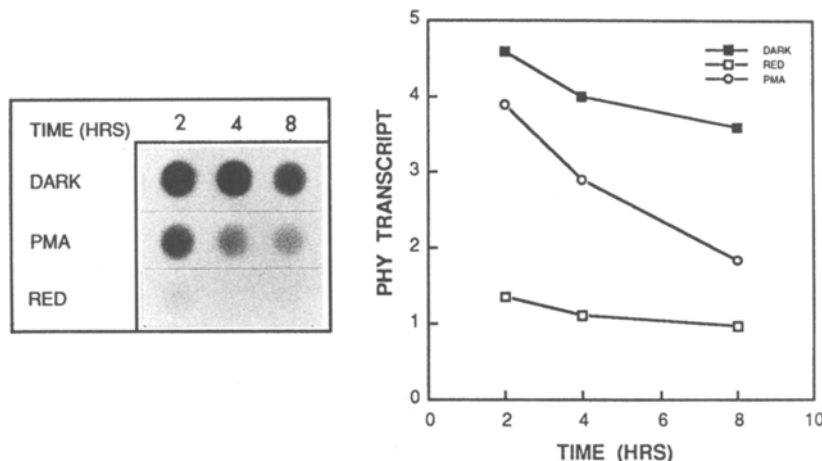 TIME (HRS) 2 4 8
DARK
PMA
RED
5
4
3
2
1
0
PHY TRANSCRIPT
DARK
RED
PMA
0 2 4 6 8 10
TIME (HRS)